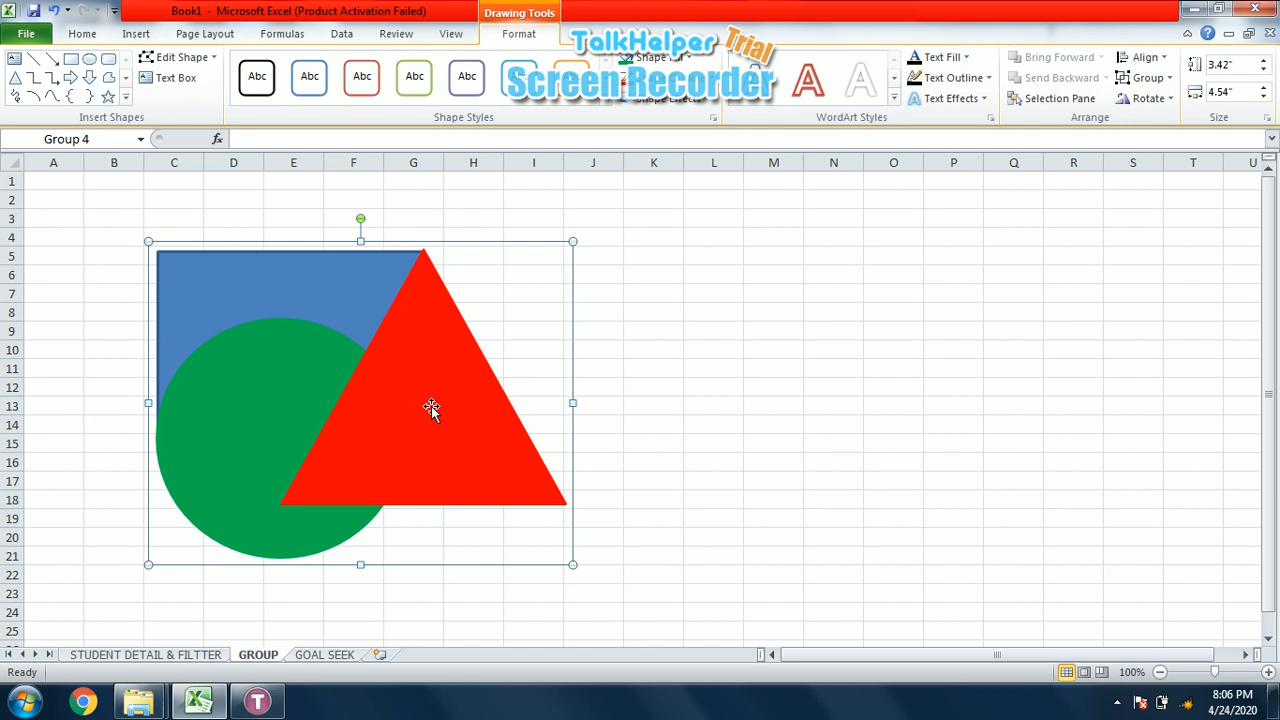 Book1 - Microsoft Excel (Product Activation Failed)
Drawing Tools
File Home Insert Page Layout Formulas Data Review View Format
TalkHelper Trial
Screen Recorder
Edit Shape
Text Box
Insert Shapes
Abc Abc Abc Abc Abc
Shape Fill
Shape Effects
Shape Styles
A A
Text Fill
Text Outline
Text Effects
WordArt Styles
Bring Forward
Send Backward
Selection Pane
Align
Group
Rotate
Arrange
3.42"
4.54"
Size
Group 4
fx
A B C D E F G H I J K L M N O P Q R S T U
1
2
3
4
5
6
7
8
9
10
11
12
13
14
15
16
17
18
19
20
21
22
23
24
25
STUDENT DETAIL & FILTTER GROUP GOAL SEEK
Ready
100%
T
8:06 PM
4/24/2020